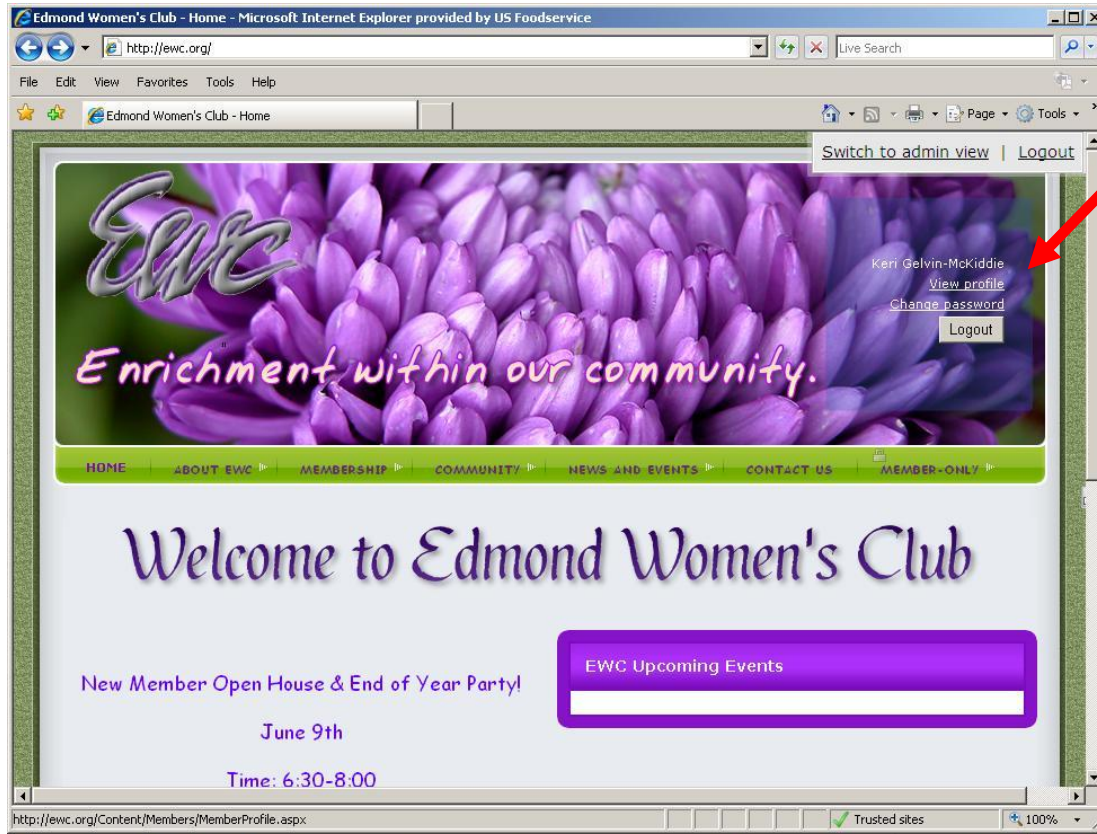 Edmond Women's Club - Home - Microsoft Internet Explorer provided by US Foodservice
http://ewc.org/
Live Search
File Edit View Favorites Tools Help
Edmond Women's Club - Home
Page Tools
Switch to admin view | Logout
EWC
Keri Gelvin-McKiddie
View profile
Change password
Logout
Enrichment within our community.
HOME ABOUT EWC MEMBERSHIP COMMUNITY NEWS AND EVENTS CONTACT US MEMBER-ONLY
Welcome to Edmond Women's Club
EWC Upcoming Events
New Member Open House & End of Year Party!
June 9th
Time: 6:30-8:00
http://ewc.org/Content/Members/MemberProfile.aspx
Trusted sites
100%